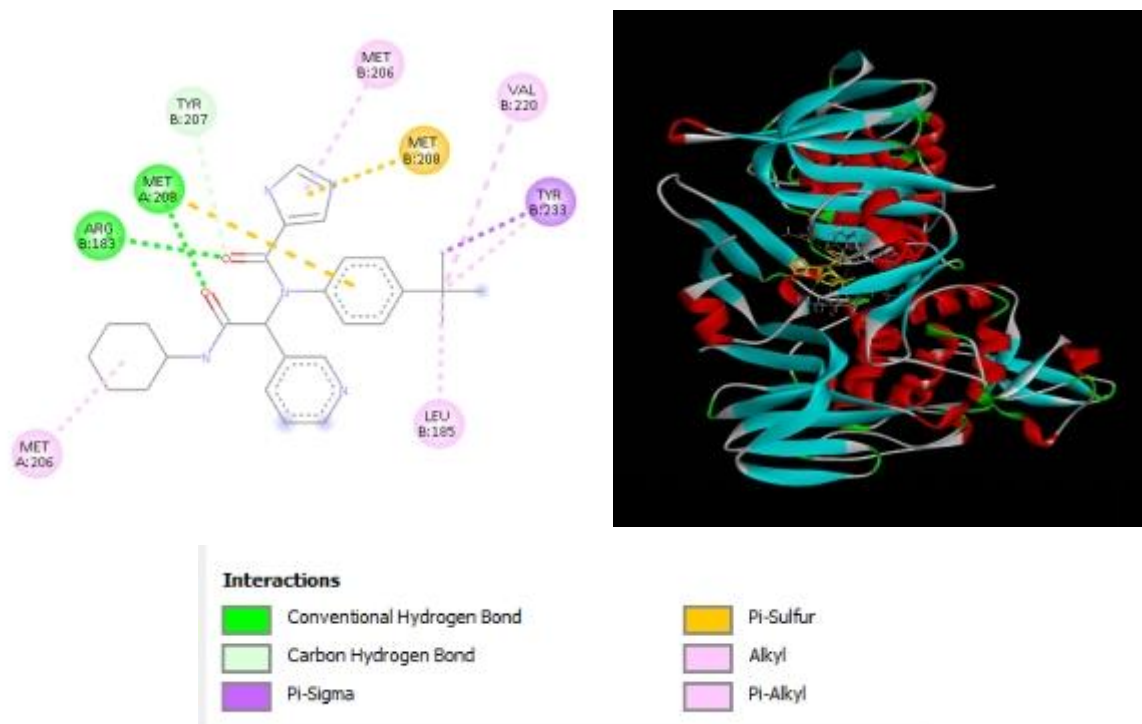 MET
B:206
VAL
B:220
TYR
B:207
MET
B:208
MET
A:208
TYR
B:233
ARG
B:183
N
N
O
N
O
N
N
LEU
B:185
MET
A:206
Interactions
Conventional Hydrogen Bond
Pi-Sulfur
Carbon Hydrogen Bond
Alkyl
Pi-Sigma
Pi-Alkyl